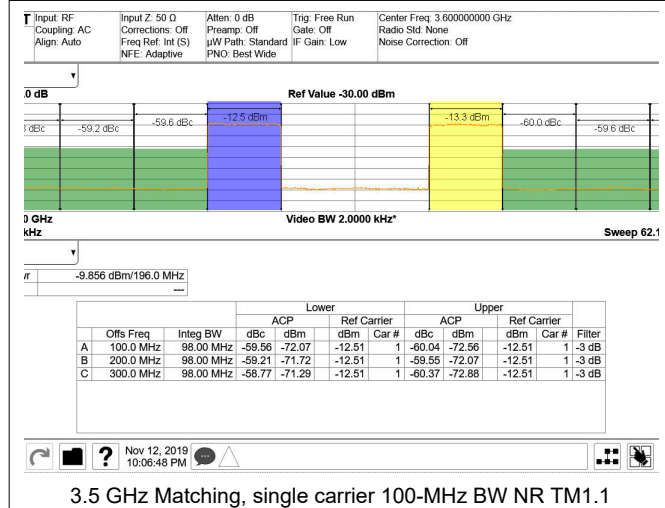 T Input: RF Input Z: 50 Ω Atten: 0 dB Trig: Free Run Center Freq: 3.600000000 GHz
Coupling: AC Corrections: Off Preamp: Off Gate: Off Radio Std: None
Align: Auto Freq Ref: Int (S) µW Path: Standard IF Gain: Low Noise Correction: Off
NFE: Adaptive PNO: Best Wide
.0 dB Ref Value -30.00 dBm
dBc -59.2 dBc -59.6 dBc -12.5 dBm -13.3 dBm -60.0 dBc -59.6 dBc
0 GHz Video BW 2.0000 kHz*
kHz Sweep 62.1
-9.856 dBm/196.0 MHz
---
Lower Upper
ACP Ref Carrier ACP Ref Carrier
Offs Freq Integ BW dBc dBm dBm Car # dBc dBm dBm Car # Filter
A 100.0 MHz 98.00 MHz -59.56 -72.07 -12.51 1 -60.04 -72.56 -12.51 1 -3 dB
B 200.0 MHz 98.00 MHz -59.21 -71.72 -12.51 1 -59.55 -72.07 -12.51 1 -3 dB
C 300.0 MHz 98.00 MHz -58.77 -71.29 -12.51 1 -60.37 -72.88 -12.51 1 -3 dB
? Nov 12, 2019
10:06:48 PM
3.5 GHz Matching, single carrier 100-MHz BW NR TM1.1